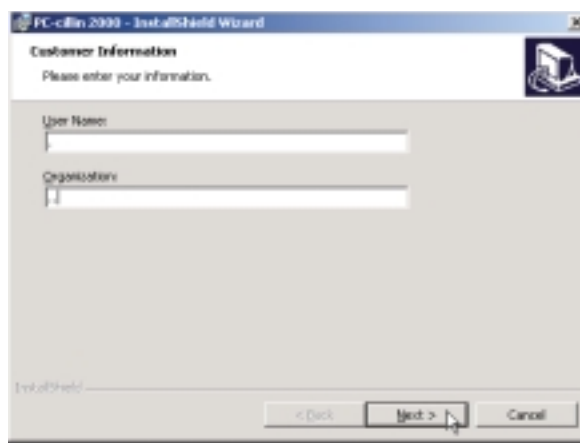 PC-cillin 2000 - InstallShield Wizard
Customer Information
Please enter your information.
User Name:
Organization:
InstallShield
< Back
Next >
Cancel